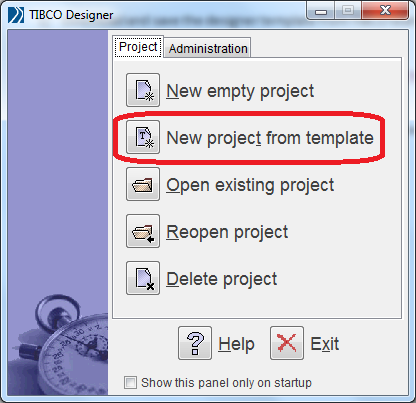 TIBCO Designer
Project
Administration
New empty project
New project from template
Open existing project
Reopen project
Delete project
Help
Exit
Show this panel only on startup